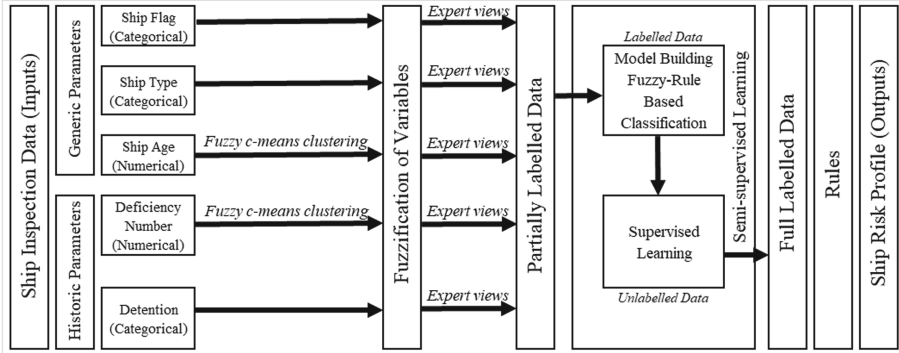 Ship Inspection Data (Inputs)
Generic Parameters
Historic Parameters
Ship Flag
(Categorical)
Ship Type
(Categorical)
Ship Age
(Numerical)
Deficiency
Number
(Numerical)
Detention
(Categorical)
Fuzzy c-means clustering
Fuzzy c-means clustering
Fuzzification of Variables
Expert views
Expert views
Expert views
Expert views
Expert views
Partially Labelled Data
Labelled Data
Model Building
Fuzzy-Rule
Based
Classification
Supervised
Learning
Unlabelled Data
Semi-supervised Learning
Full Labelled Data
Rules
Ship Risk Profile (Outputs)